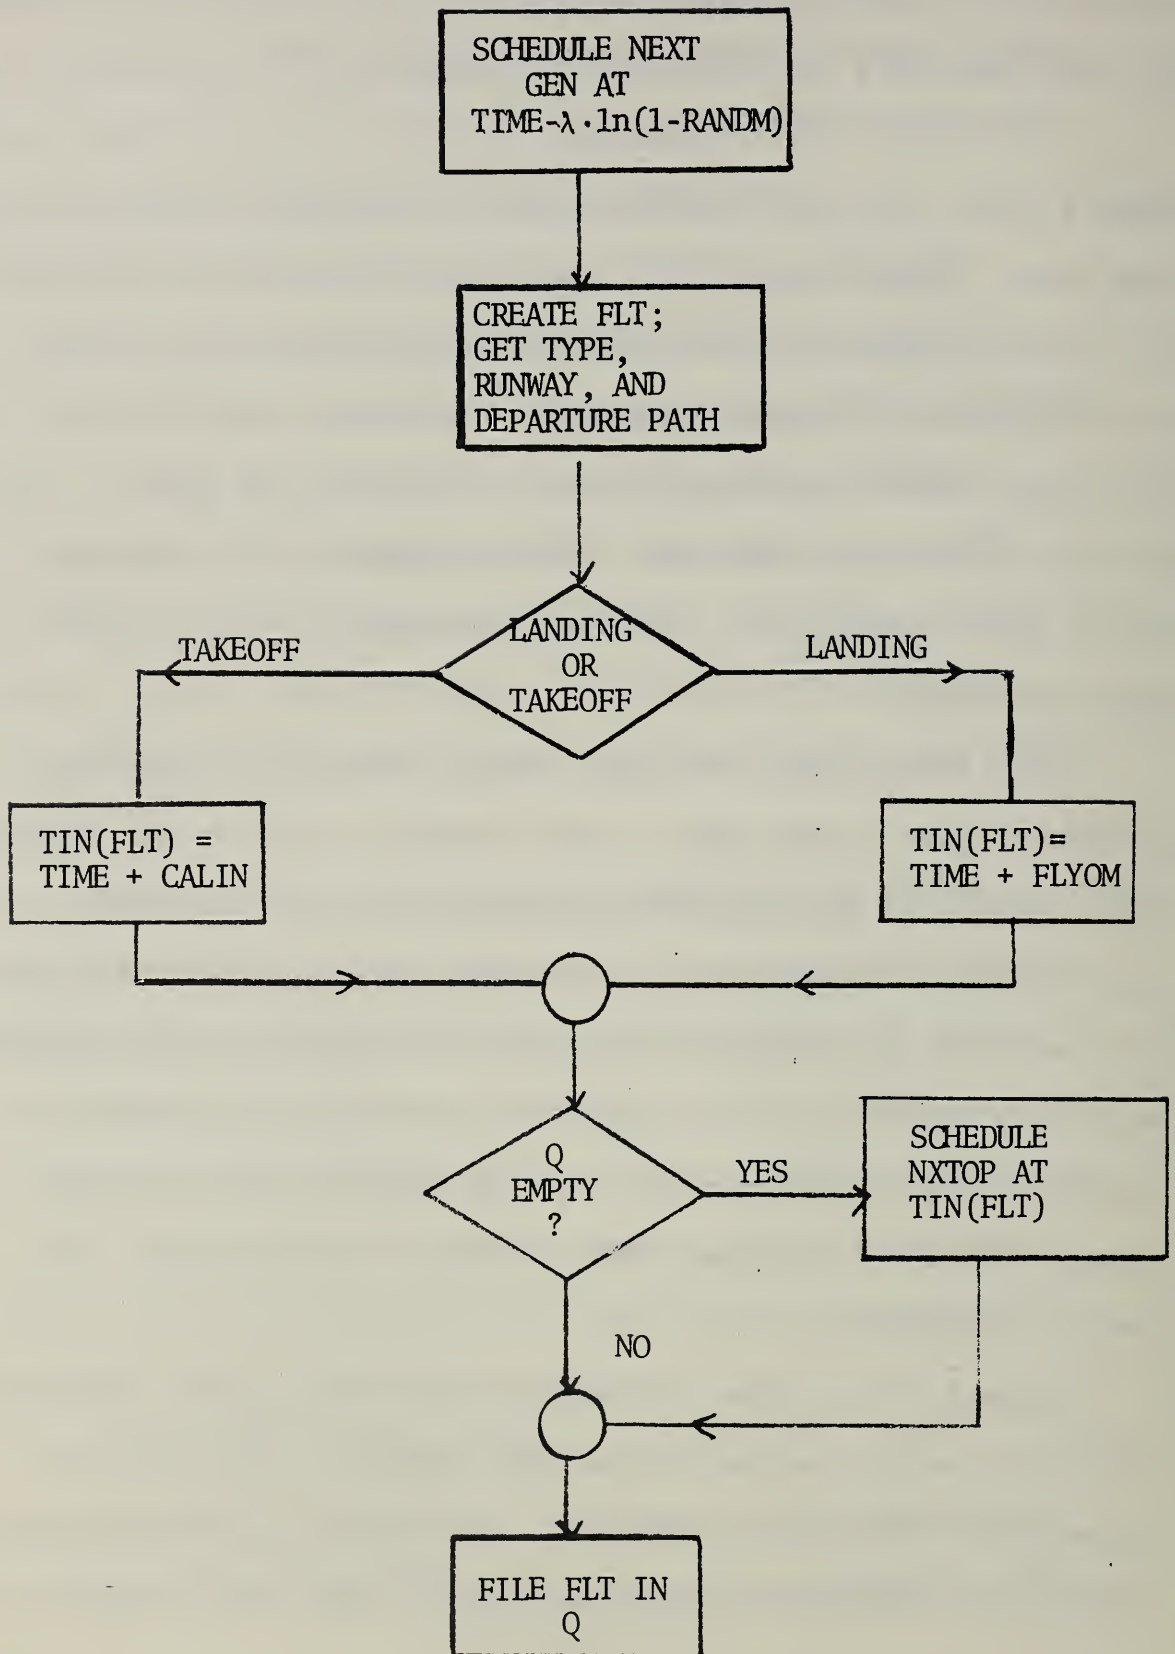 SCHEDULE NEXT
GEN AT
TIME-λ·ln(1-RANDM)
CREATE FLT;
GET TYPE,
RUNWAY, AND
DEPARTURE PATH
LANDING
OR
TAKEOFF
TAKEOFF
LANDING
TIN(FLT) =
TIME + CALIN
TIN(FLT)=
TIME + FLYOM
Q
EMPTY
?
YES
SCHEDULE
NXTOP AT
TIN(FLT)
NO
FILE FLT IN
Q